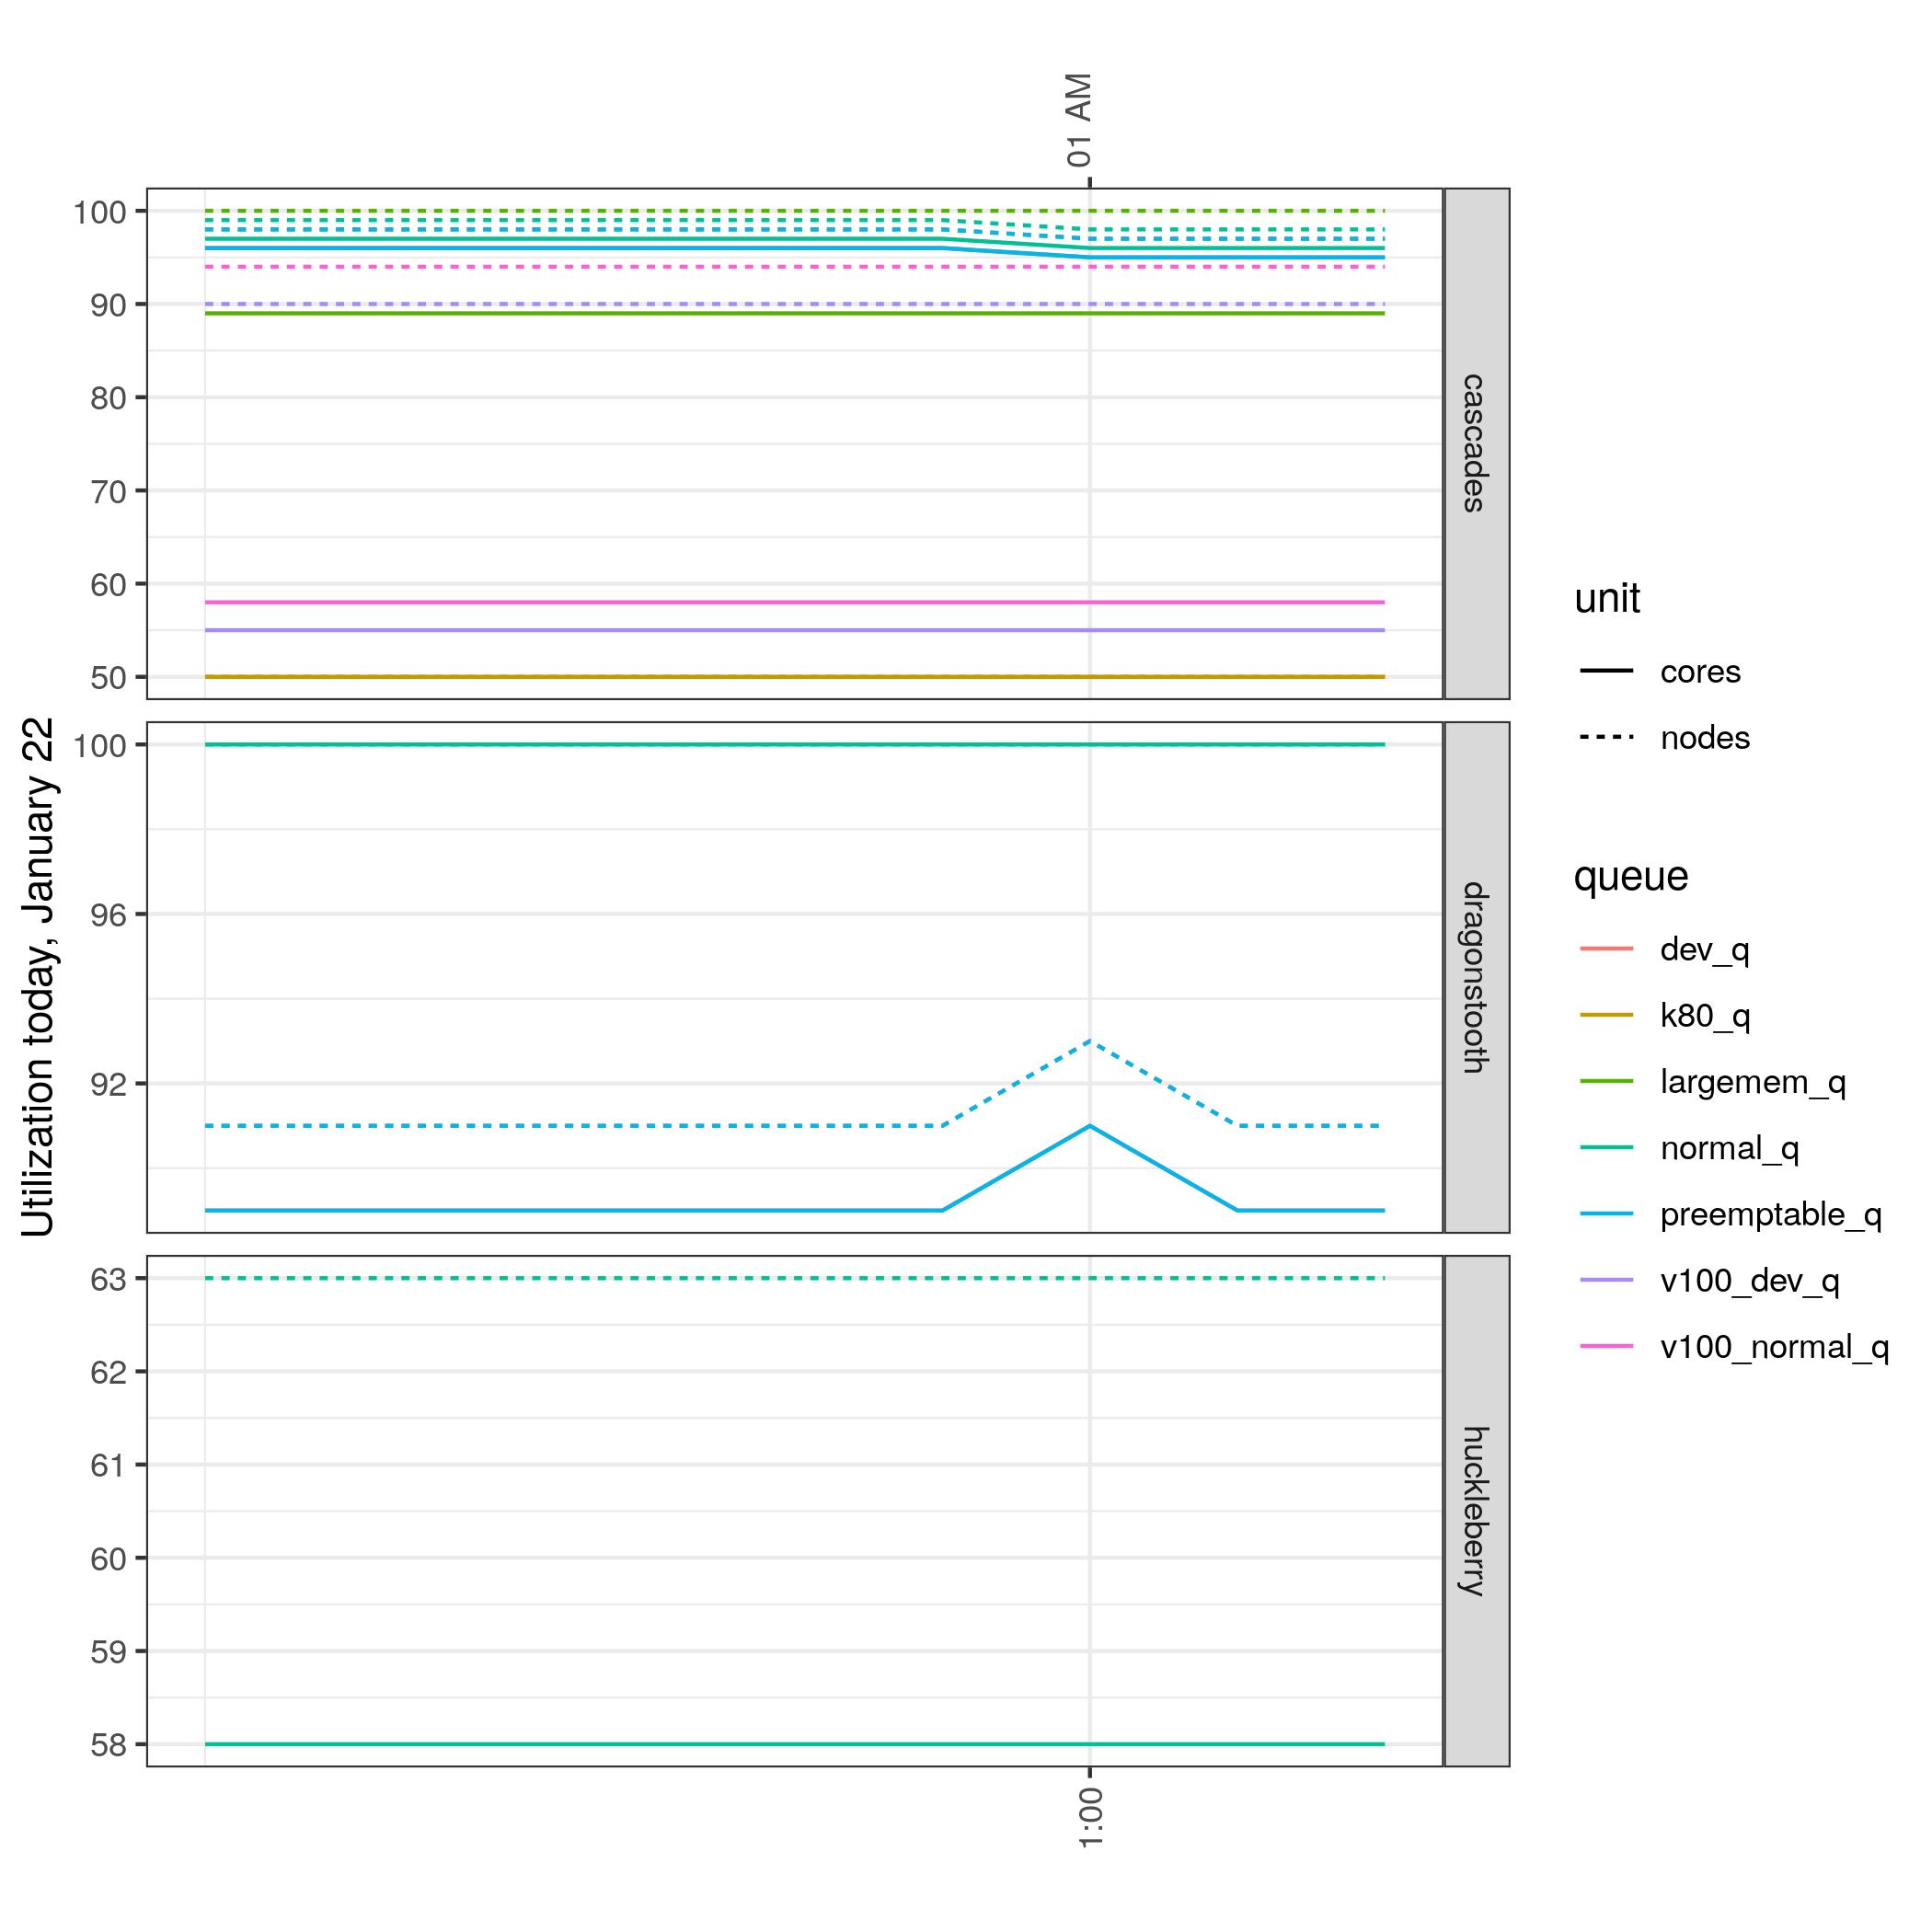 01 AM
Utilization today, January 22
100
90
80
70
60
50
cascades
100
96
92
dragonstooth
63
62
61
60
59
58
huckleberry
1:00
unit
cores
nodes
queue
dev_q
k80_q
largemem_q
normal_q
preemptable_q
v100_dev_q
v100_normal_q